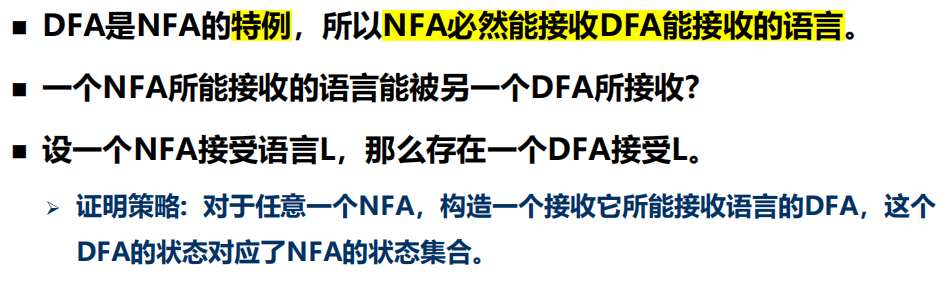 ■ DFA是NFA的特例，所以NFA必然能接收DFA能接收的语言。
■ 一个NFA所能接收的语言能被另一个DFA所接收？
■ 设一个NFA接受语言L，那么存在一个DFA接受L。
➢ 证明策略：对于任意一个NFA，构造一个接收它所能接收语言的DFA，这个
DFA的状态对应了NFA的状态集合。